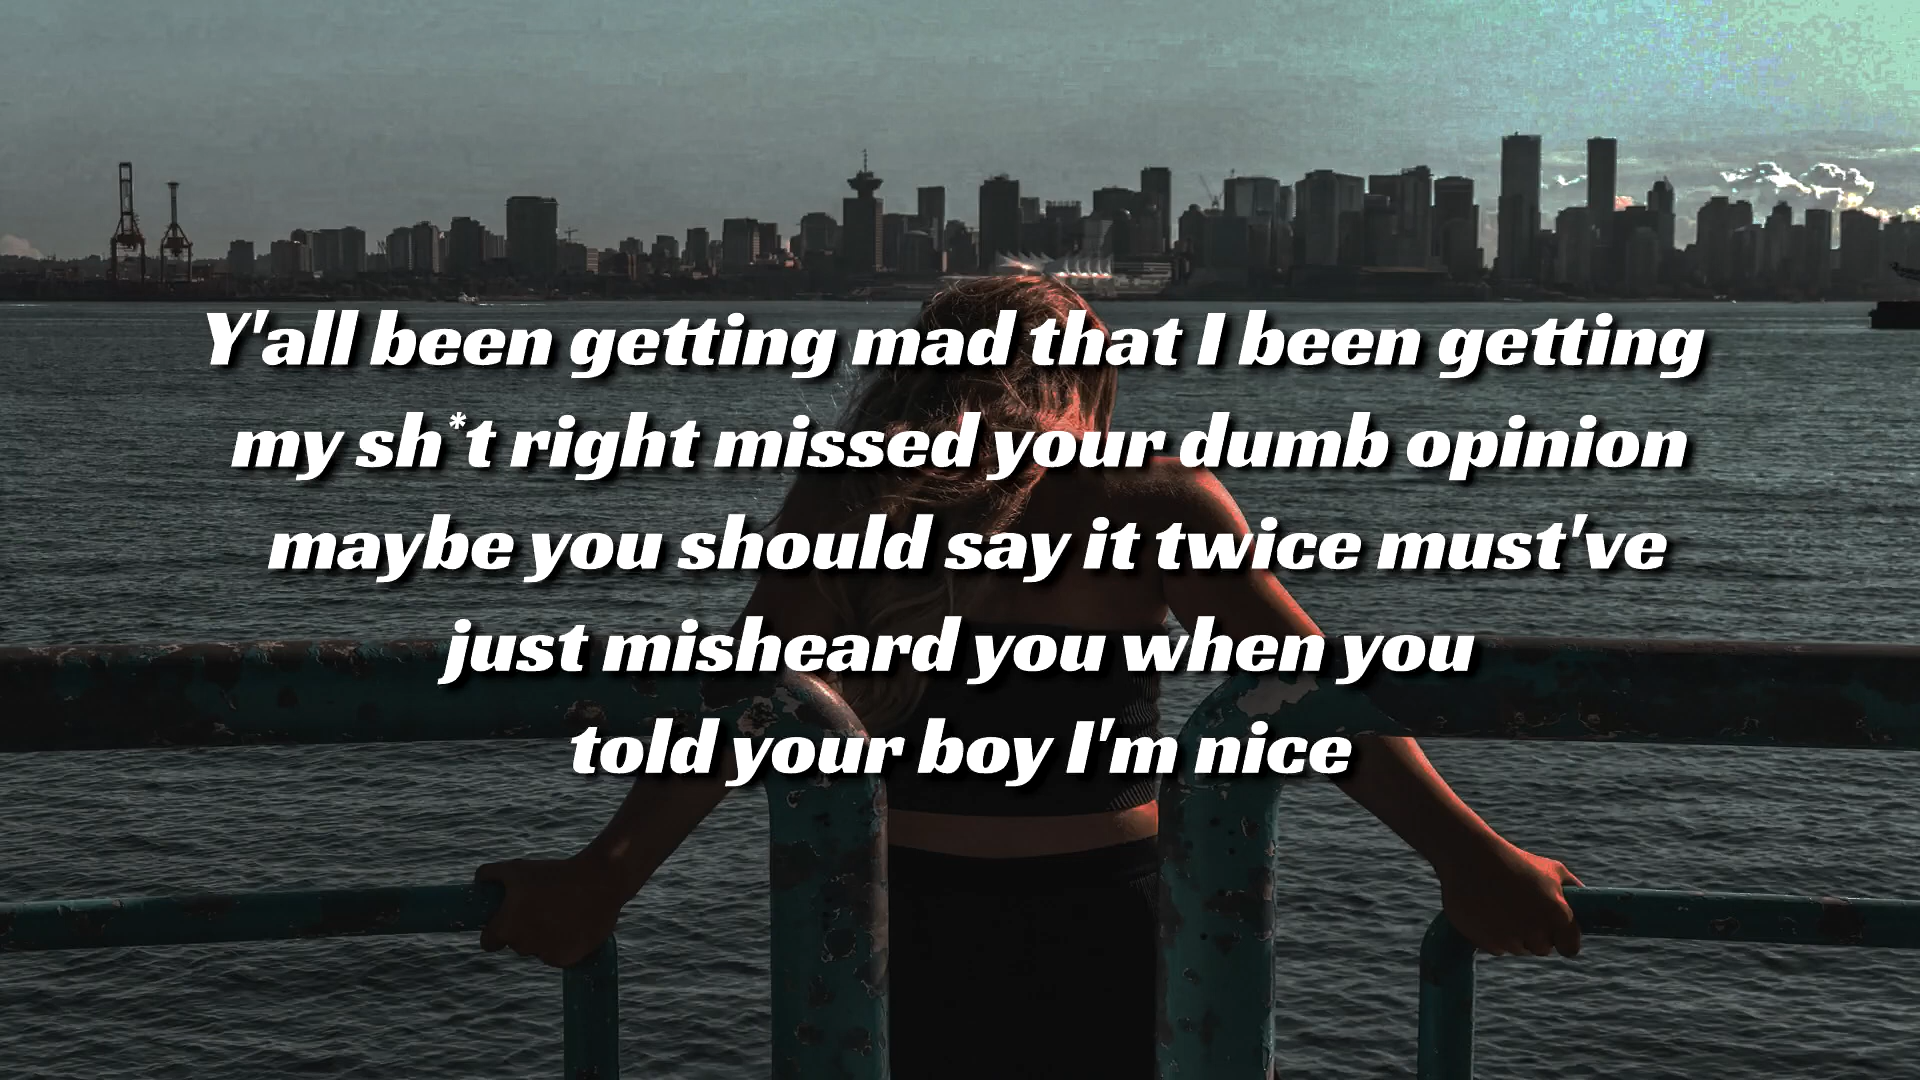 Y'all been getting mad that I been getting
my sh*t right missed your dumb opinion
maybe you should say it twice must've
just misheard you when you
told your boy I'm nice